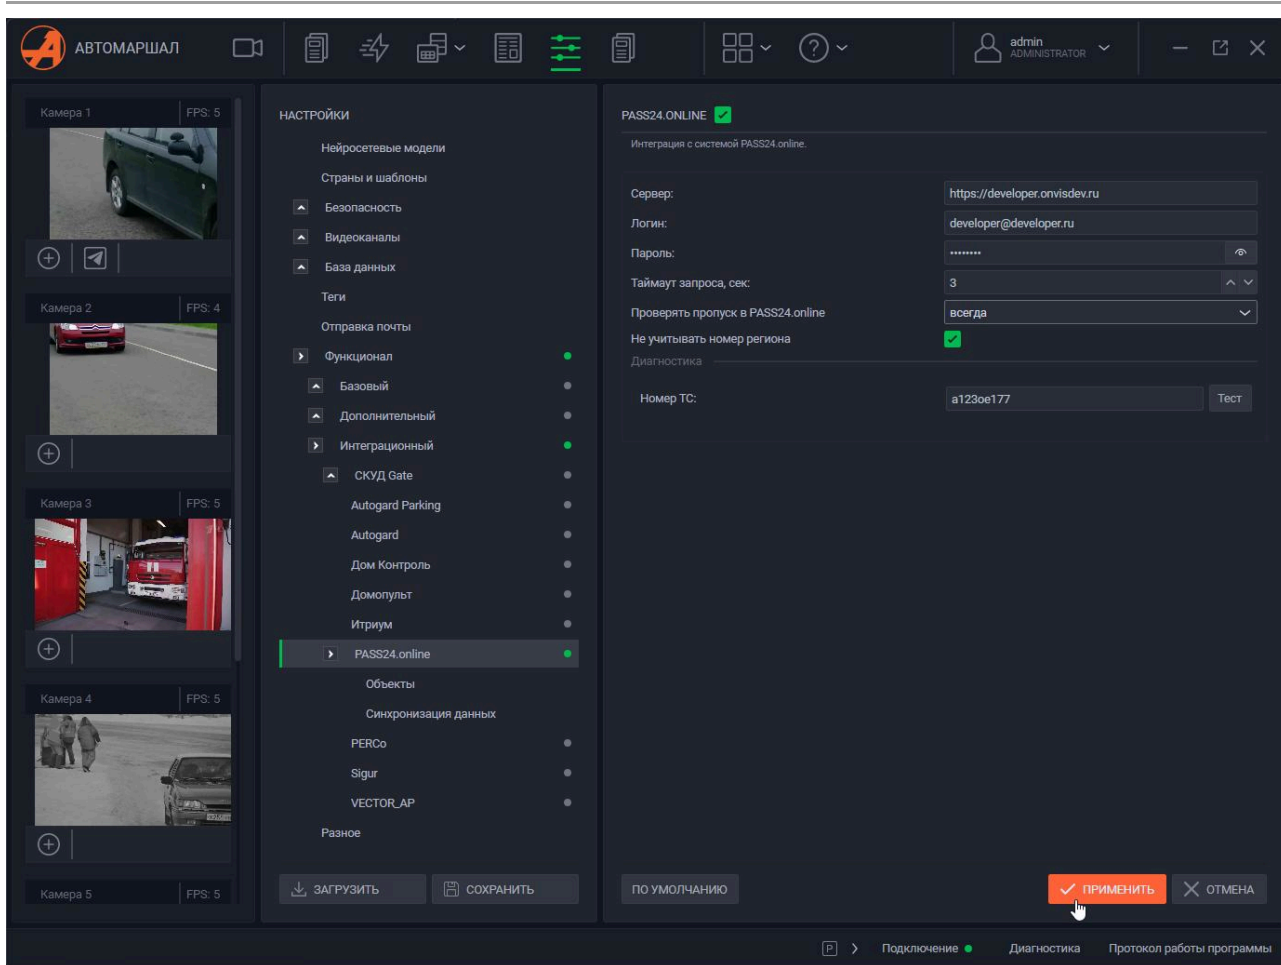 АВТОМАРШАЛ
admin
ADMINISTRATOR
Камера 1 FPS: 5
Камера 2 FPS: 4
Камера 3 FPS: 5
Камера 4 FPS: 5
Камера 5 FPS: 5
НАСТРОЙКИ
Нейросетевые модели
Страны и шаблоны
Безопасность
Видеоканалы
База данных
Теги
Отправка почты
Функционал
Базовый
Дополнительный
Интеграционный
СКУД Gate
Autogard Parking
Autogard
Дом Контроль
Домопульт
Итриум
PASS24.online
Объекты
Синхронизация данных
PERCo
Sigur
VECTOR_AP
Разное
ЗАГРУЗИТЬ СОХРАНИТЬ
PASS24.ONLINE
Интеграция с системой PASS24.online.
Сервер: https://developer.onvisdev.ru
Логин: developer@developer.ru
Пароль: ••••••••
Таймаут запроса, сек: 3
Проверять пропуск в PASS24.online всегда
Не учитывать номер региона
Диагностика
Номер ТС: а123ое177 Тест
ПО УМОЛЧАНИЮ ПРИМЕНИТЬ ОТМЕНА
P Подключение Диагностика Протокол работы программы